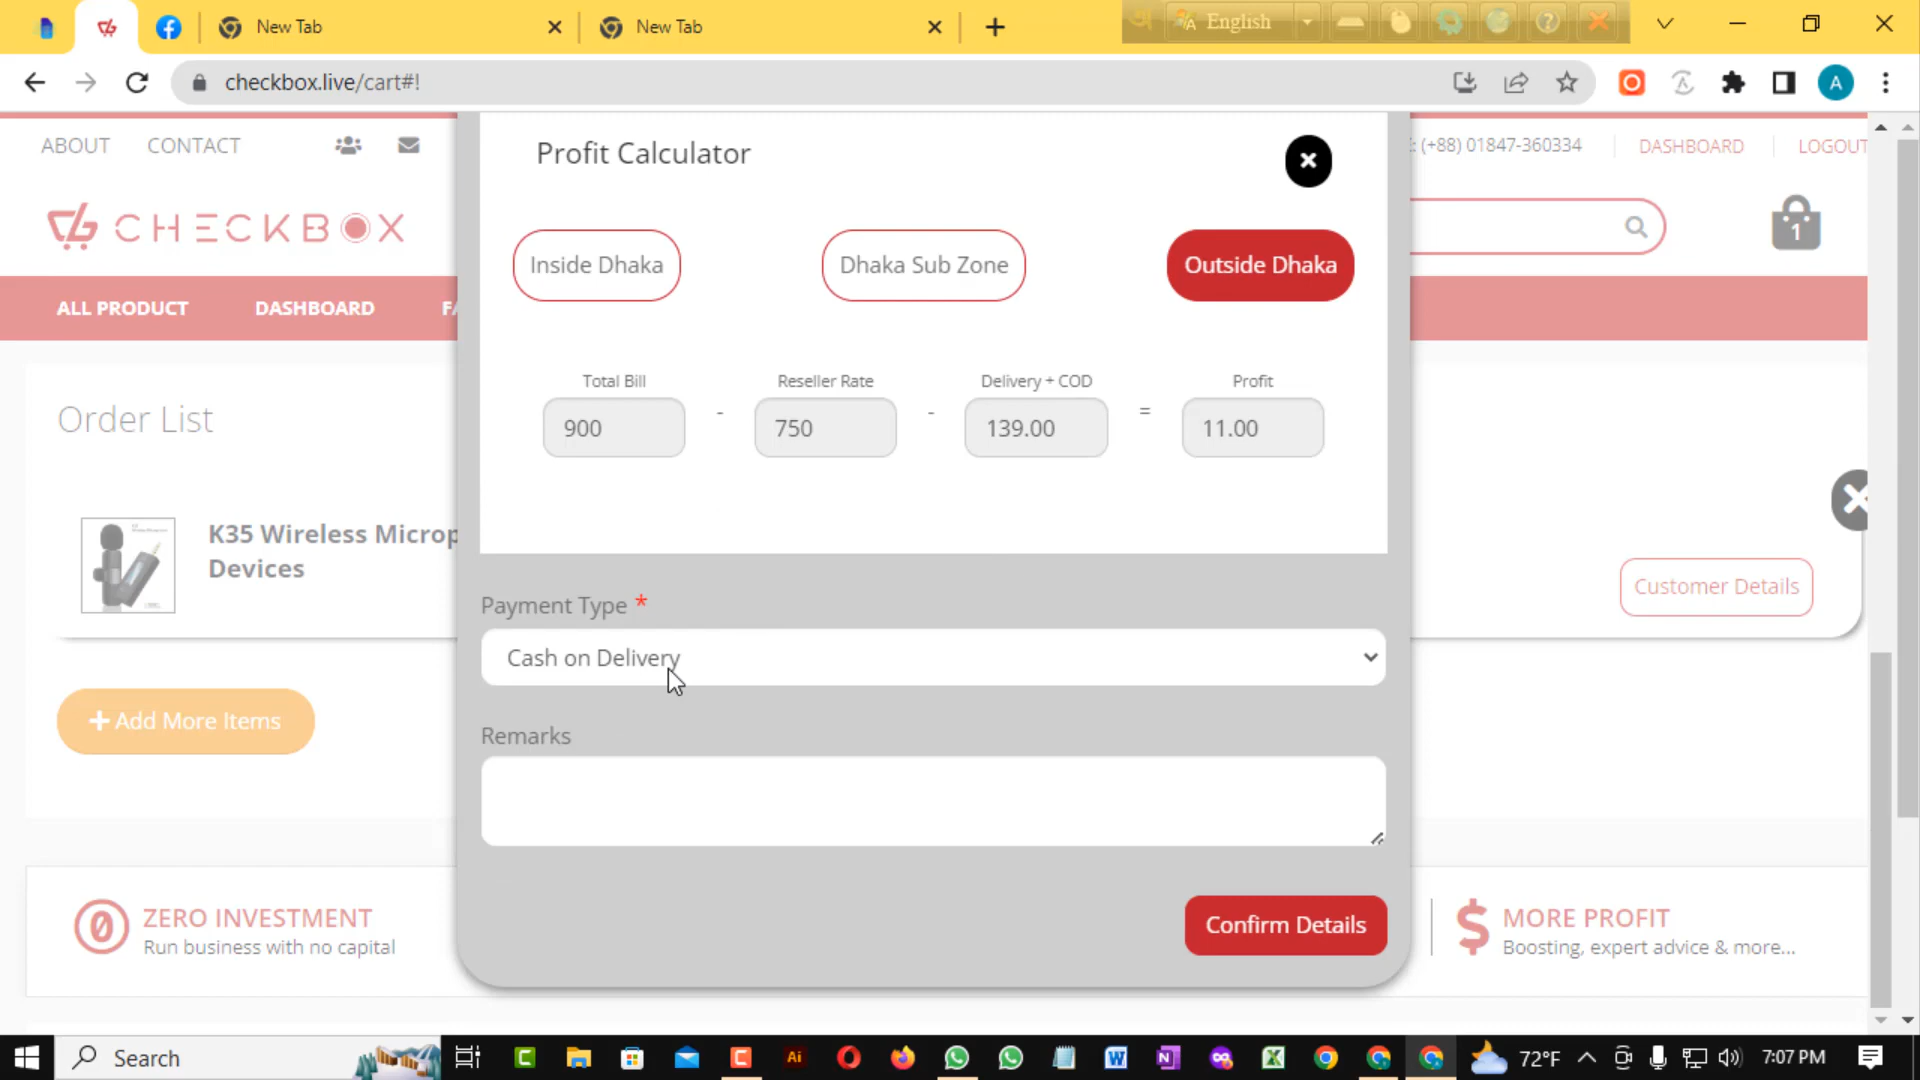 New Tab
New Tab
English
checkbox.live/cart#!
A
ABOUT
CONTACT
Profit Calculator
: (+88) 01847-360334
DASHBOARD
LOGOUT
CHECKBOX
1
Inside Dhaka
Dhaka Sub Zone
Outside Dhaka
ALL PRODUCT
DASHBOARD
Total Bill
Reseller Rate
Delivery + COD
Profit
900
-
750
-
139.00
=
11.00
Order List
K35 Wireless Microp
Devices
Customer Details
Payment Type *
Cash on Delivery
+ Add More Items
Remarks
Confirm Details
ZERO INVESTMENT
Run business with no capital
$ MORE PROFIT
Boosting, expert advice & more...
Search
72°F
7:07 PM